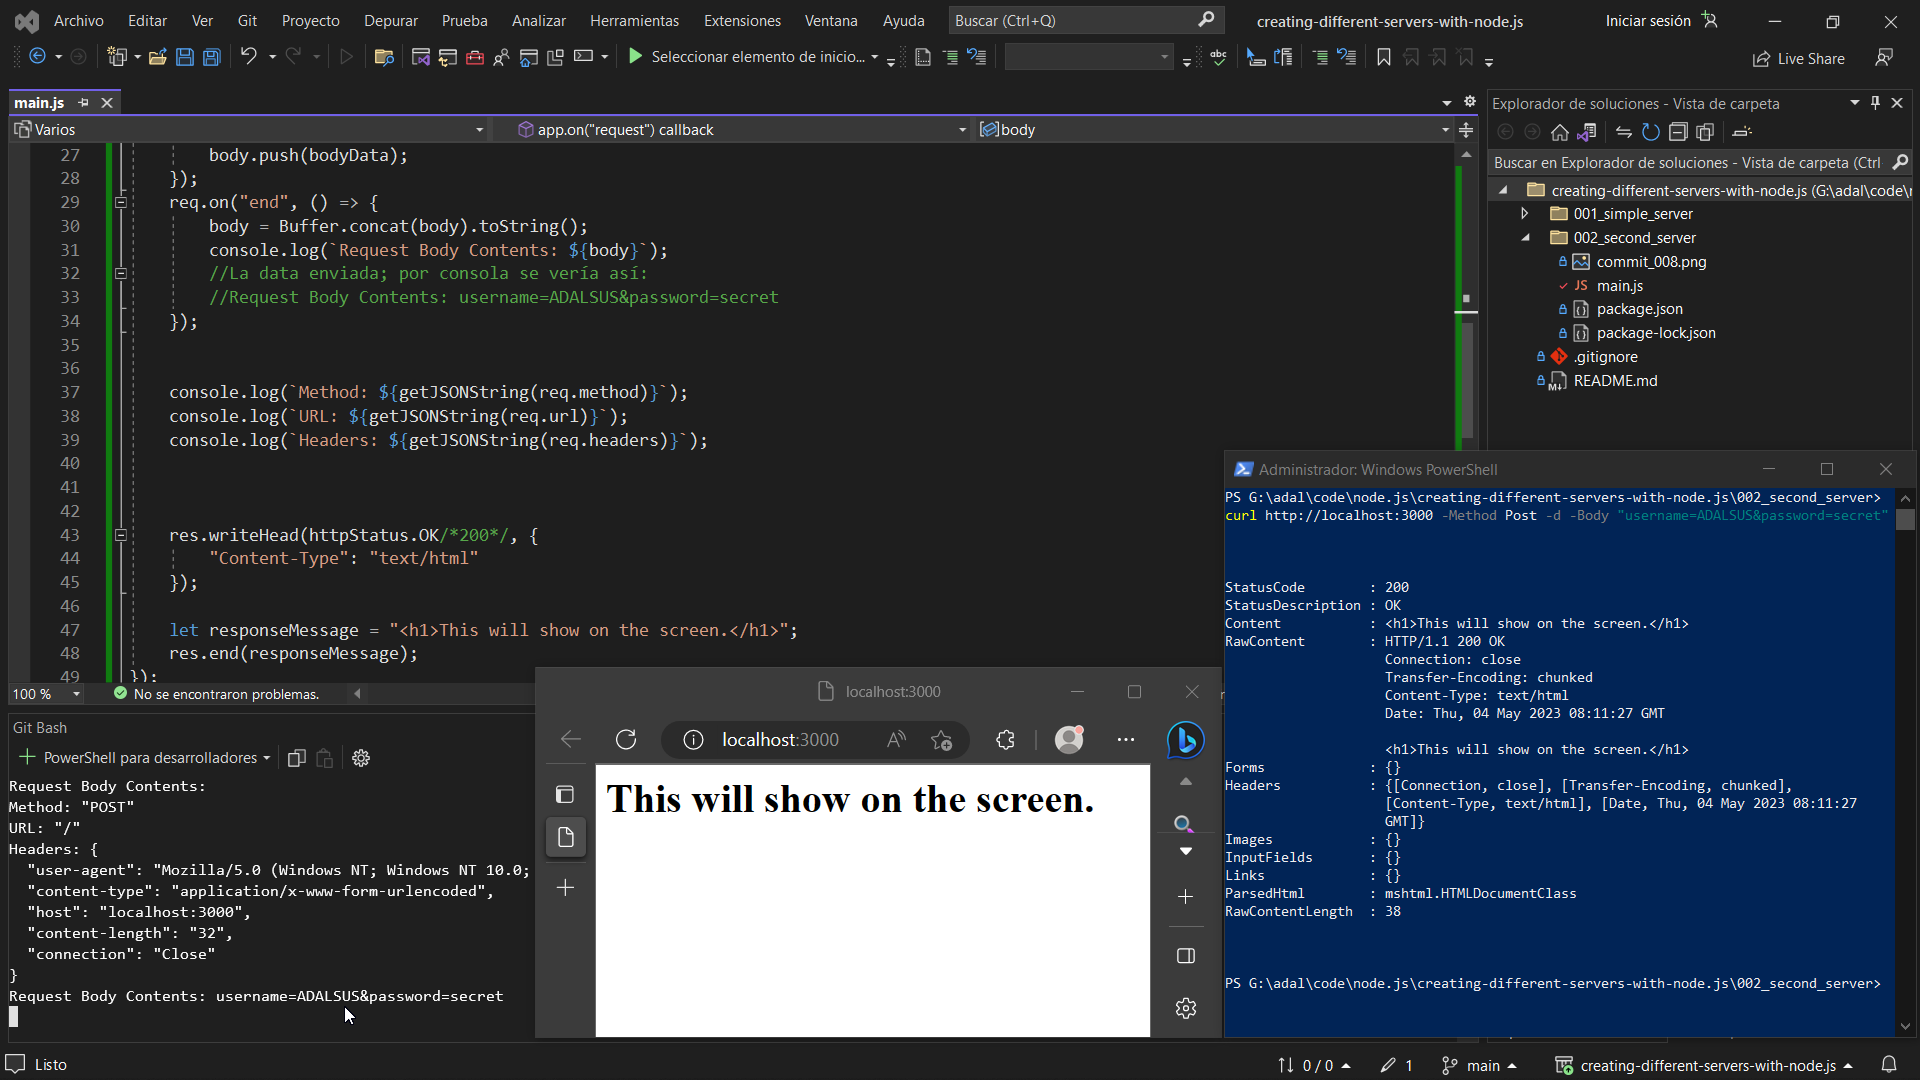 Archivo Editar Ver Git Proyecto Depurar Prueba Analizar Herramientas Extensiones Ventana Ayuda Buscar (Ctrl+Q) creating-different-servers-with-node.js Iniciar sesión
Seleccionar elemento de inicio... abc Live Share
main.js
Varios app.on("request") callback body
27 body.push(bodyData);
28 });
29 req.on("end", () => {
30 body = Buffer.concat(body).toString();
31 console.log(`Request Body Contents: ${body}`);
32 //La data enviada; por consola se vería así:
33 //Request Body Contents: username=ADALSUS&password=secret
34 });
35
36
37 console.log(`Method: ${getJSONString(req.method)}`);
38 console.log(`URL: ${getJSONString(req.url)}`);
39 console.log(`Headers: ${getJSONString(req.headers)}`);
40
41
42
43 res.writeHead(httpStatus.OK/*200*/, {
44 "Content-Type": "text/html"
45 });
46
47 let responseMessage = "<h1>This will show on the screen.</h1>";
48 res.end(responseMessage);
49 });
100 % No se encontraron problemas.
Explorador de soluciones - Vista de carpeta
Buscar en Explorador de soluciones - Vista de carpeta (Ctrl
creating-different-servers-with-node.js (G:\adal\code\
001_simple_server
002_second_server
commit_008.png
JS main.js
package.json
package-lock.json
.gitignore
README.md
Git Bash
PowerShell para desarrolladores
Request Body Contents:
Method: "POST"
URL: "/"
Headers: {
"user-agent": "Mozilla/5.0 (Windows NT; Windows NT 10.0;
"content-type": "application/x-www-form-urlencoded",
"host": "localhost:3000",
"content-length": "32",
"connection": "Close"
}
Request Body Contents: username=ADALSUS&password=secret
localhost:3000
localhost:3000
This will show on the screen.
Administrador: Windows PowerShell
PS G:\adal\code\node.js\creating-different-servers-with-node.js\002_second_server>
curl http://localhost:3000 -Method Post -d -Body "username=ADALSUS&password=secret"
StatusCode : 200
StatusDescription : OK
Content : <h1>This will show on the screen.</h1>
RawContent : HTTP/1.1 200 OK
Connection: close
Transfer-Encoding: chunked
Content-Type: text/html
Date: Thu, 04 May 2023 08:11:27 GMT
<h1>This will show on the screen.</h1>
Forms : {}
Headers : {[Connection, close], [Transfer-Encoding, chunked],
[Content-Type, text/html], [Date, Thu, 04 May 2023 08:11:27
GMT]}
Images : {}
InputFields : {}
Links : {}
ParsedHtml : mshtml.HTMLDocumentClass
RawContentLength : 38
PS G:\adal\code\node.js\creating-different-servers-with-node.js\002_second_server>
Listo 0 / 0 1 main creating-different-servers-with-node.js